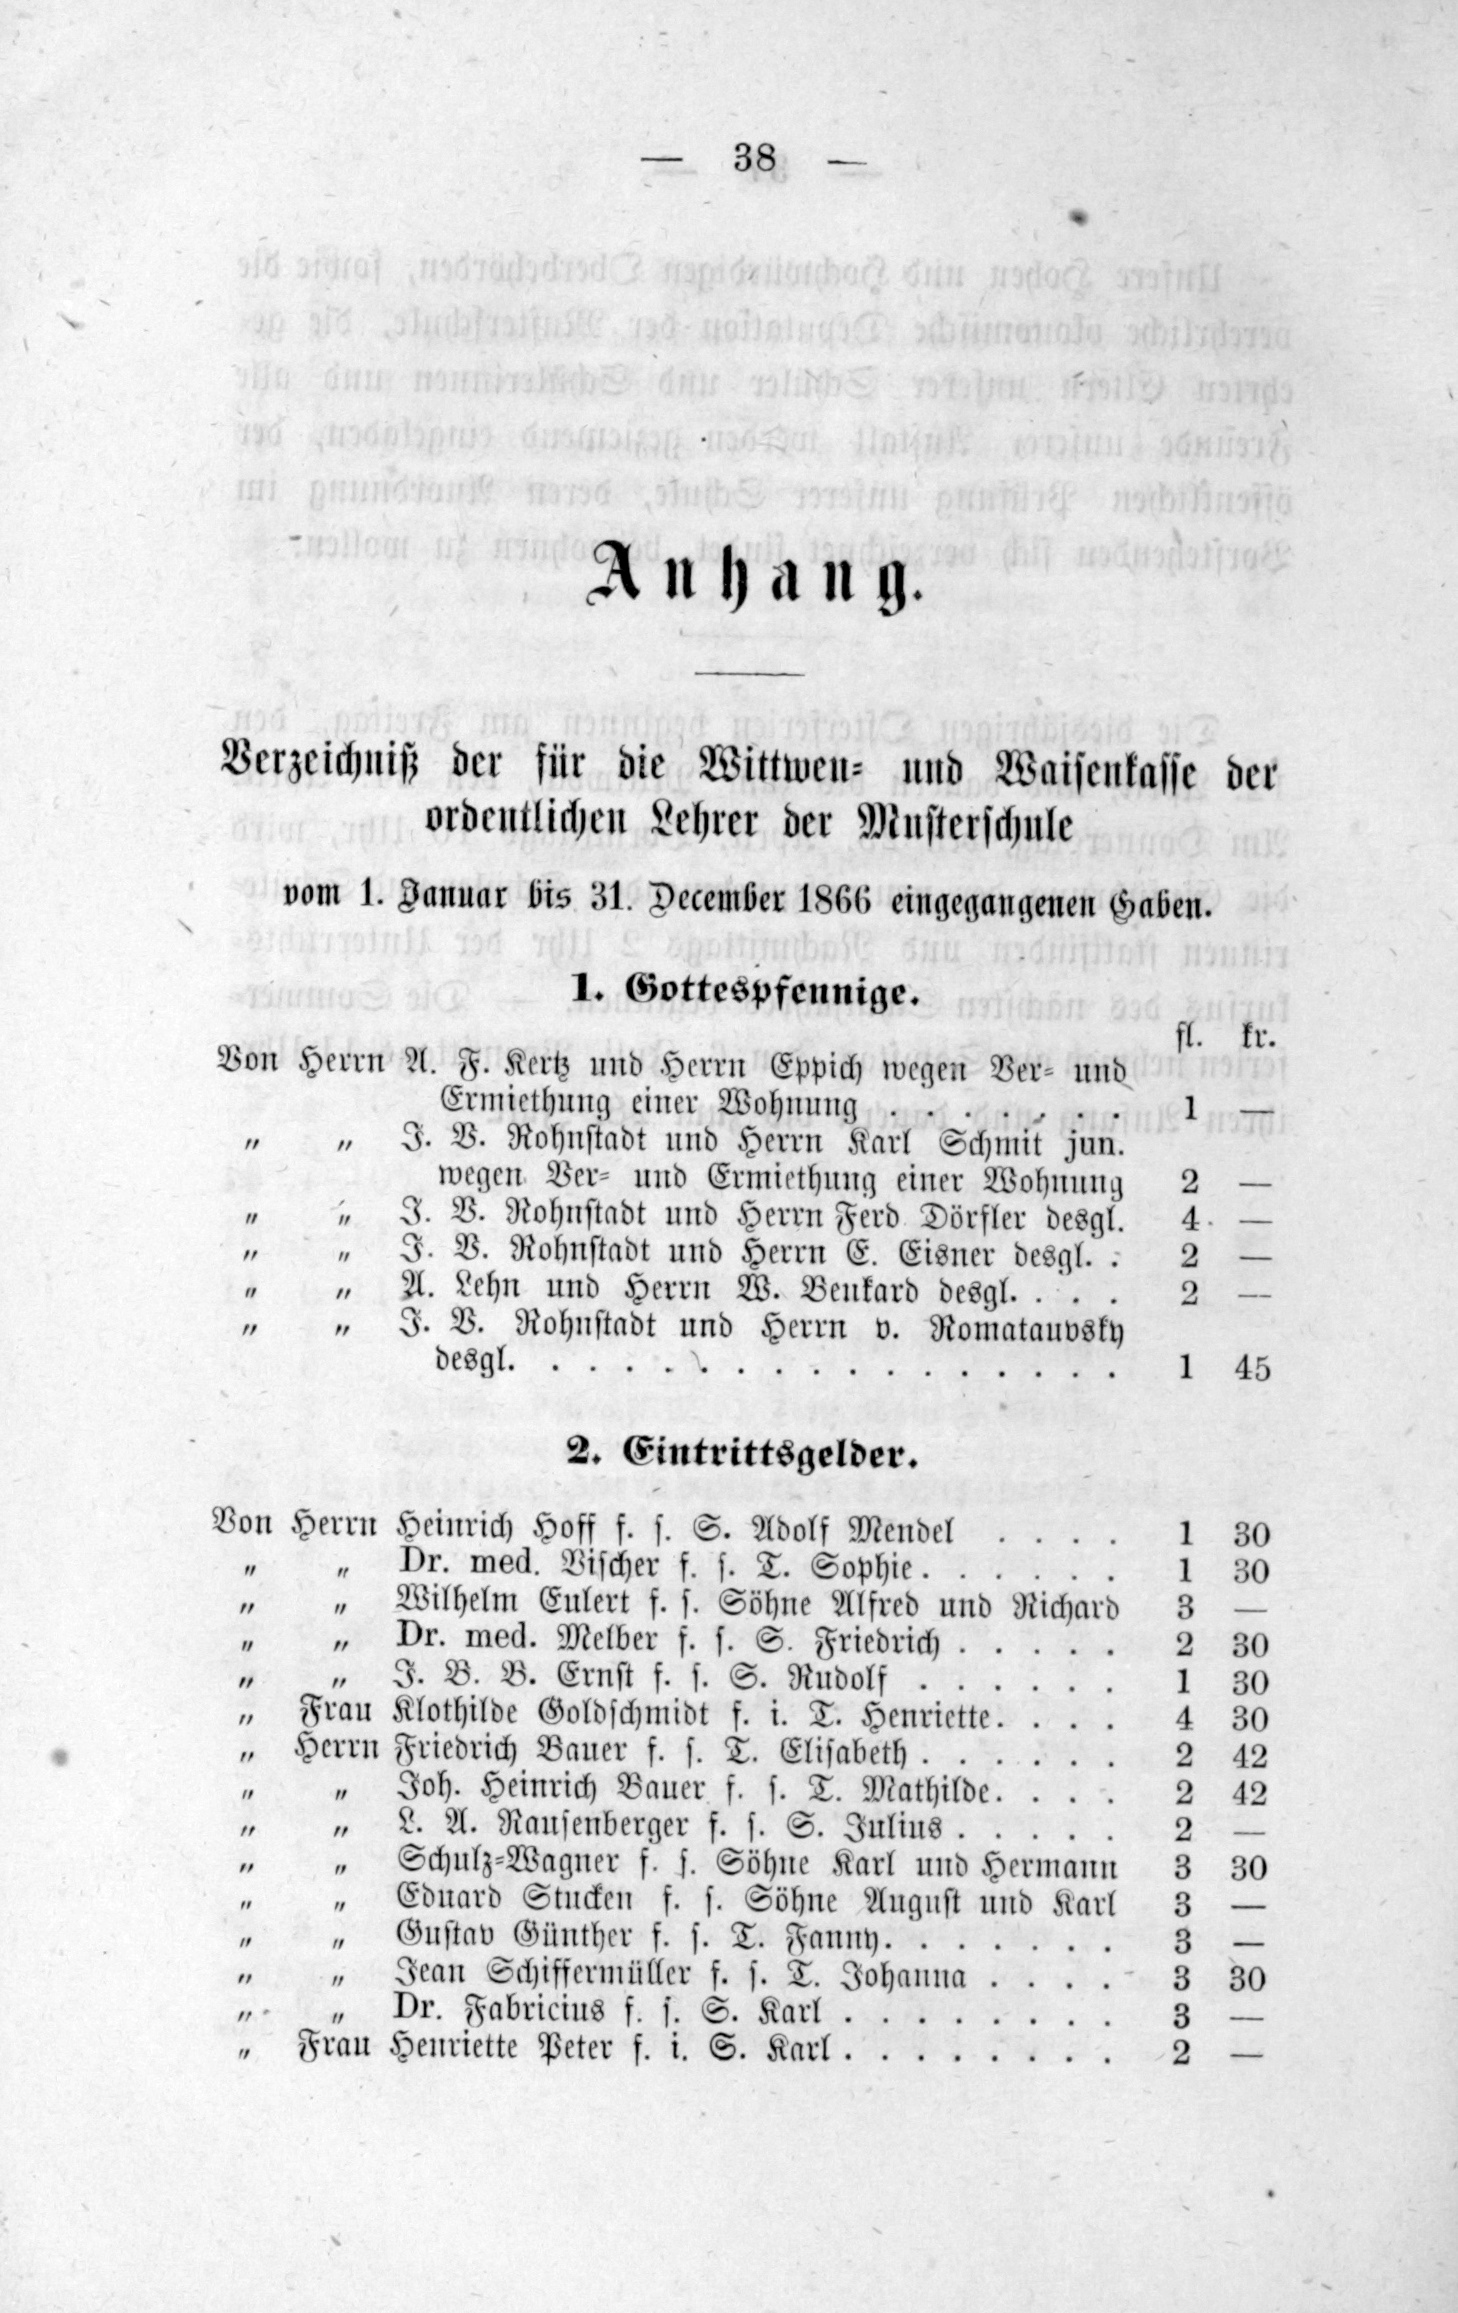 — 38 —
Anhang.
Verzeichniß der für die Wittwen- und Waisenkasse der
ordentlichen Lehrer der Musterschule
vom 1. Januar bis 31. December 1866 eingegangenen Gaben.
1. Gottespfennige.
fl. kr.
Von Herrn A. F. Kertz und Herrn Eppich wegen Ver- und
Ermiethung einer Wohnung . . . . . . . 1 —
„ „ J. V. Rohnstadt und Herrn Karl Schmit jun.
wegen Ver- und Ermiethung einer Wohnung 2 —
„ „ J. V. Rohnstadt und Herrn Ferd Dörfler desgl. 4 —
„ „ J. V. Rohnstadt und Herrn E. Eisner desgl. . 2 —
„ „ A. Lehn und Herrn W. Benkard desgl. . . . 2 —
„ „ J. V. Rohnstadt und Herrn v. Romatauvsky
desgl. . . . . . . . . . . . . . . . . 1 45
2. Eintrittsgelder.
Von Herrn Heinrich Hoff f. s. S. Adolf Mendel . . . . 1 30
„ „ Dr. med. Vischer f. s. T. Sophie. . . . . . 1 30
„ „ Wilhelm Eulert f. s. Söhne Alfred und Richard 3 —
„ „ Dr. med. Melber f. s. S. Friedrich . . . . . 2 30
„ „ J. B. B. Ernst f. s. S. Rudolf . . . . . . 1 30
„ Frau Klothilde Goldschmidt f. i. T. Henriette. . . . 4 30
„ Herrn Friedrich Bauer f. s. T. Elisabeth . . . . . . 2 42
„ „ Joh. Heinrich Bauer f. s. T. Mathilde. . . . 2 42
„ „ L. A. Rausenberger f. s. S. Julius . . . . . 2 —
„ „ Schulz-Wagner f. s. Söhne Karl und Hermann 3 30
„ „ Eduard Stucken f. s. Söhne August und Karl 3 —
„ „ Gustav Günther f. s. T. Fanny. . . . . . . 3 —
„ „ Jean Schiffermüller f. s. T. Johanna . . . . 3 30
„ „ Dr. Fabricius f. s. S. Karl . . . . . . . . 3 —
„ Frau Henriette Peter f. i. S. Karl . . . . . . . . 2 —